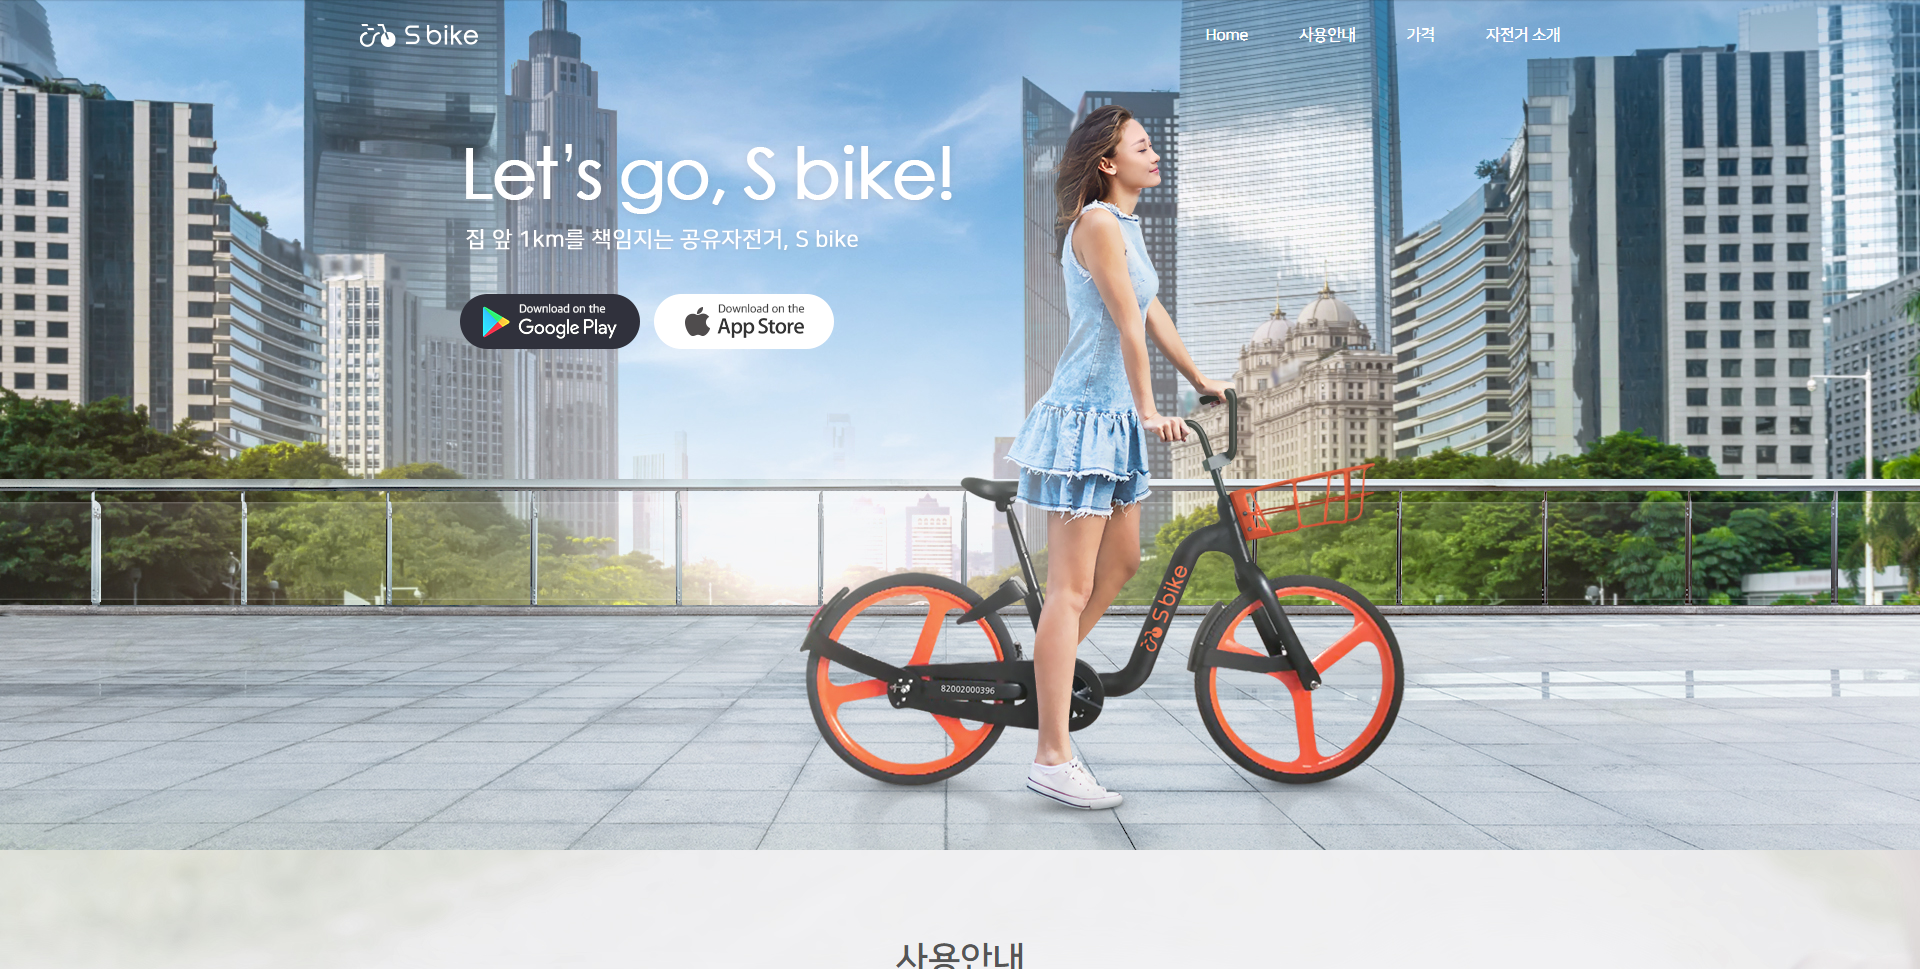 S bike
Home
사용안내
가격
자전거 소개
Let's go, S bike!
집 앞 1km를 책임지는 공유자전거, S bike
Download on the
Google Play
Download on the
App Store
S bike
82002000396
사용안내